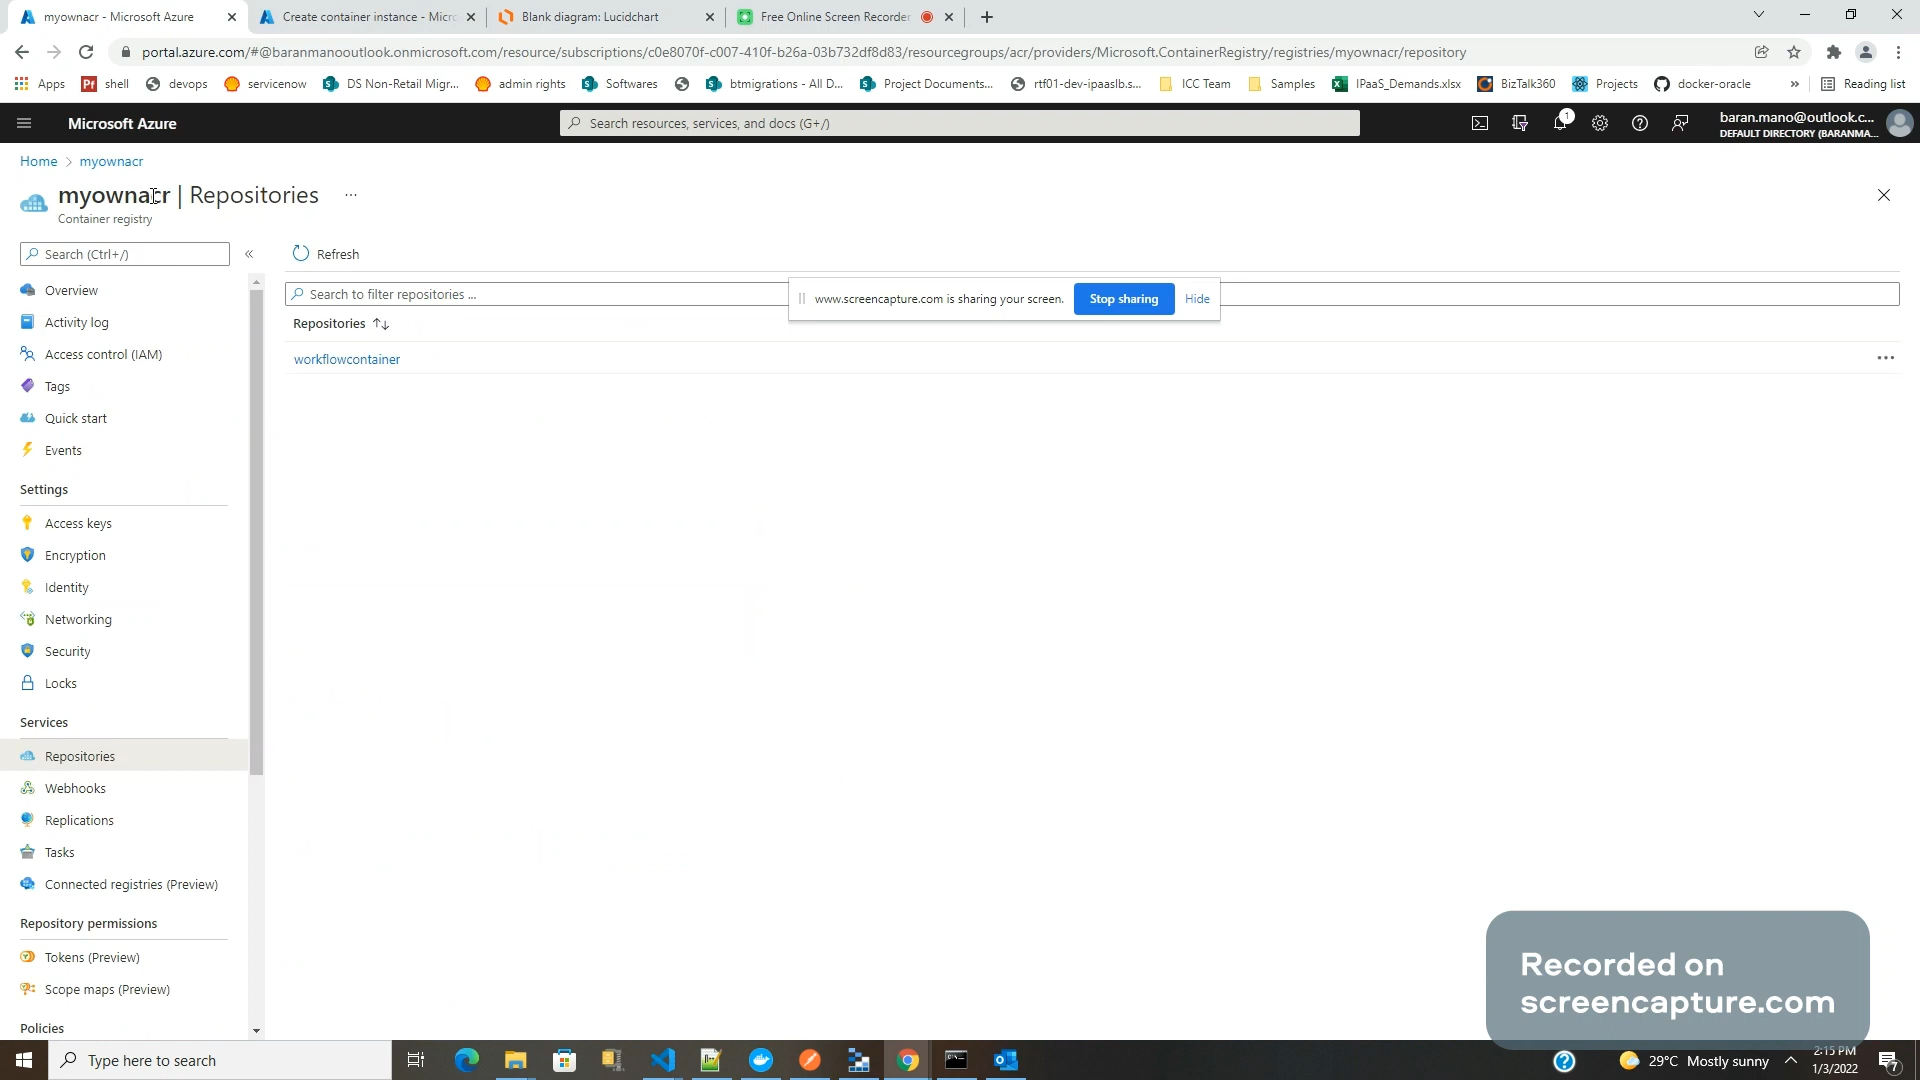 myownacr - Microsoft Azure
Create container instance - Micr
Blank diagram: Lucidchart
Free Online Screen Recorder
portal.azure.com/#@baranmanooutlook.onmicrosoft.com/resource/subscriptions/c0e8070f-c007-410f-b26a-03b732df8d83/resourcegroups/acr/providers/Microsoft.ContainerRegistry/registries/myownacr/repository
Apps
Pf shell
devops
servicenow
DS Non-Retail Migr...
admin rights
Softwares
btmigrations - All D...
Project Documents...
rtf01-dev-ipaaslb.s...
ICC Team
Samples
IPaaS_Demands.xlsx
BizTalk360
Projects
docker-oracle
»
Reading list
Microsoft Azure
Search resources, services, and docs (G+/)
1
baran.mano@outlook.c...
DEFAULT DIRECTORY (BARANMA...
Home > myownacr
myownacr | Repositories ...
Container registry
Search (Ctrl+/)
«
Refresh
Search to filter repositories ...
www.screencapture.com is sharing your screen.
Stop sharing
Hide
Repositories ↑↓
workflowcontainer
...
Overview
Activity log
Access control (IAM)
Tags
Quick start
Events
Settings
Access keys
Encryption
Identity
Networking
Security
Locks
Services
Repositories
Webhooks
Replications
Tasks
Connected registries (Preview)
Repository permissions
Tokens (Preview)
Scope maps (Preview)
Policies
Recorded on
screencapture.com
Type here to search
29°C Mostly sunny
2:15 PM
1/3/2022
7